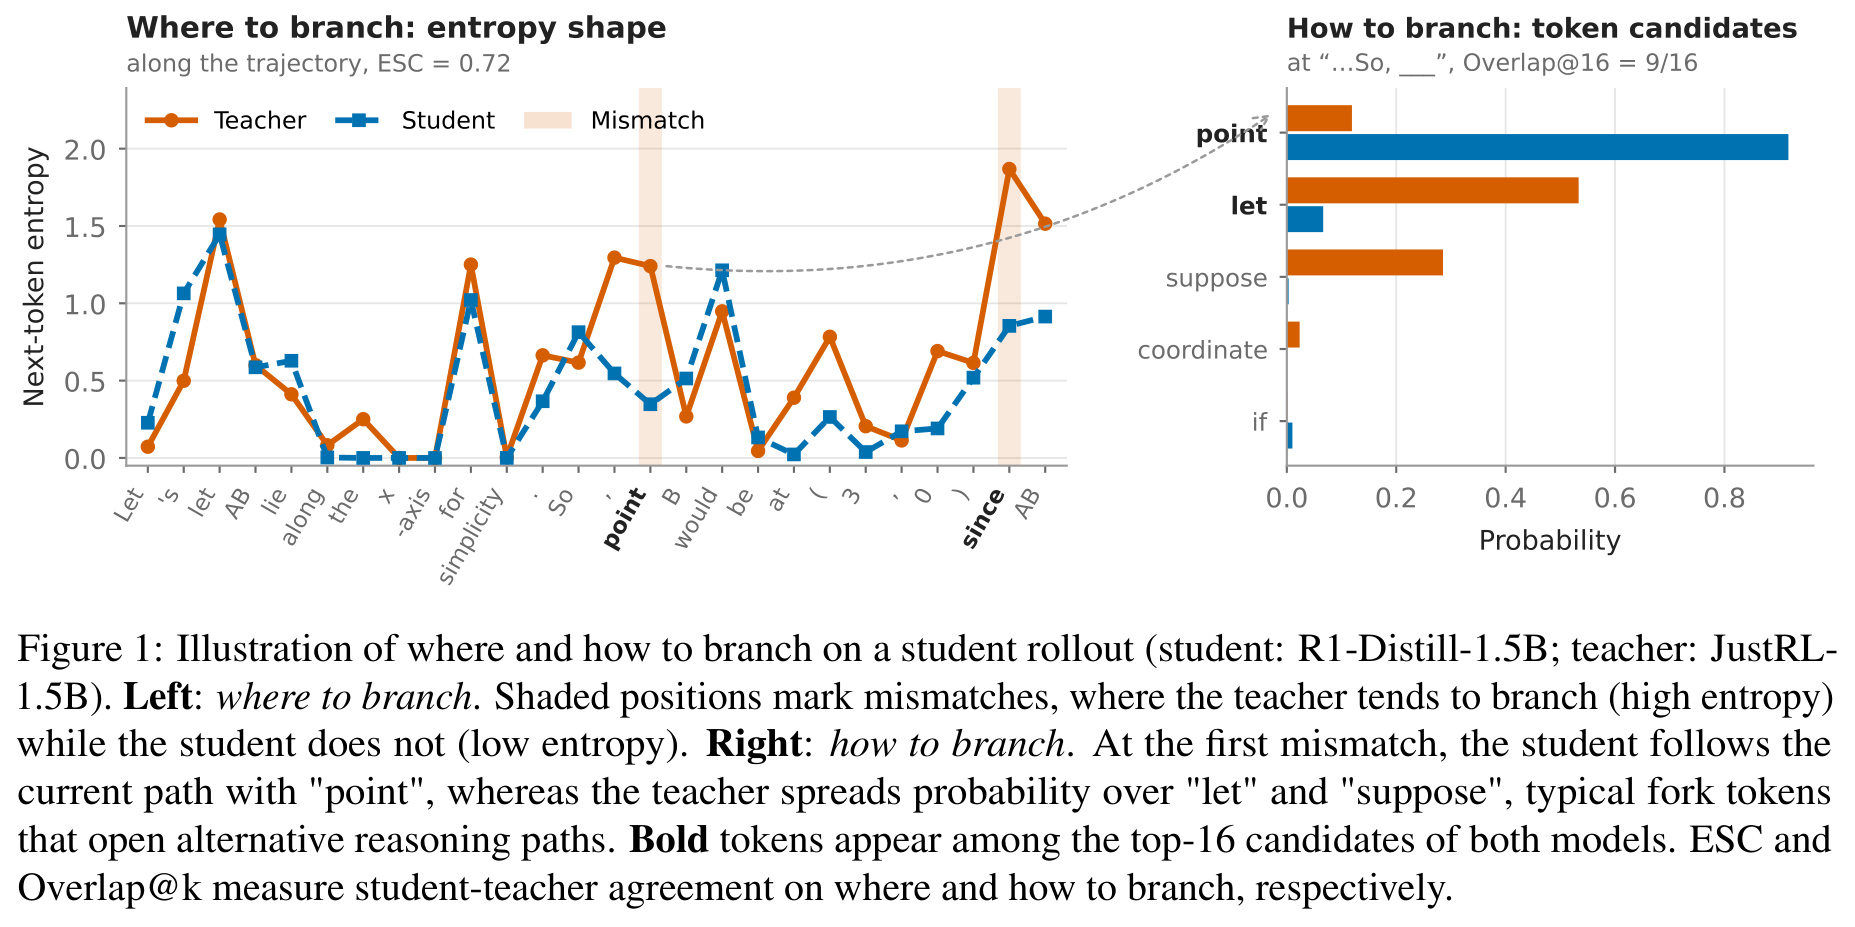 Where to branch: entropy shape
along the trajectory, ESC = 0.72
Teacher
Student
Mismatch
Next-token entropy
2.0
1.5
1.0
0.5
0.0
Let
's
let
AB
lie
along
the
x
-axis
for
simplicity
.
So
,
point
B
would
be
at
(
3
,
0
)
since
AB
How to branch: token candidates
at “...So, ___”, Overlap@16 = 9/16
point
let
suppose
coordinate
if
0.0 0.2 0.4 0.6 0.8
Probability
Figure 1: Illustration of where and how to branch on a student rollout (student: R1-Distill-1.5B; teacher: JustRL-
1.5B). Left: where to branch. Shaded positions mark mismatches, where the teacher tends to branch (high entropy)
while the student does not (low entropy). Right: how to branch. At the first mismatch, the student follows the
current path with "point", whereas the teacher spreads probability over "let" and "suppose", typical fork tokens
that open alternative reasoning paths. Bold tokens appear among the top-16 candidates of both models. ESC and
Overlap@k measure student-teacher agreement on where and how to branch, respectively.